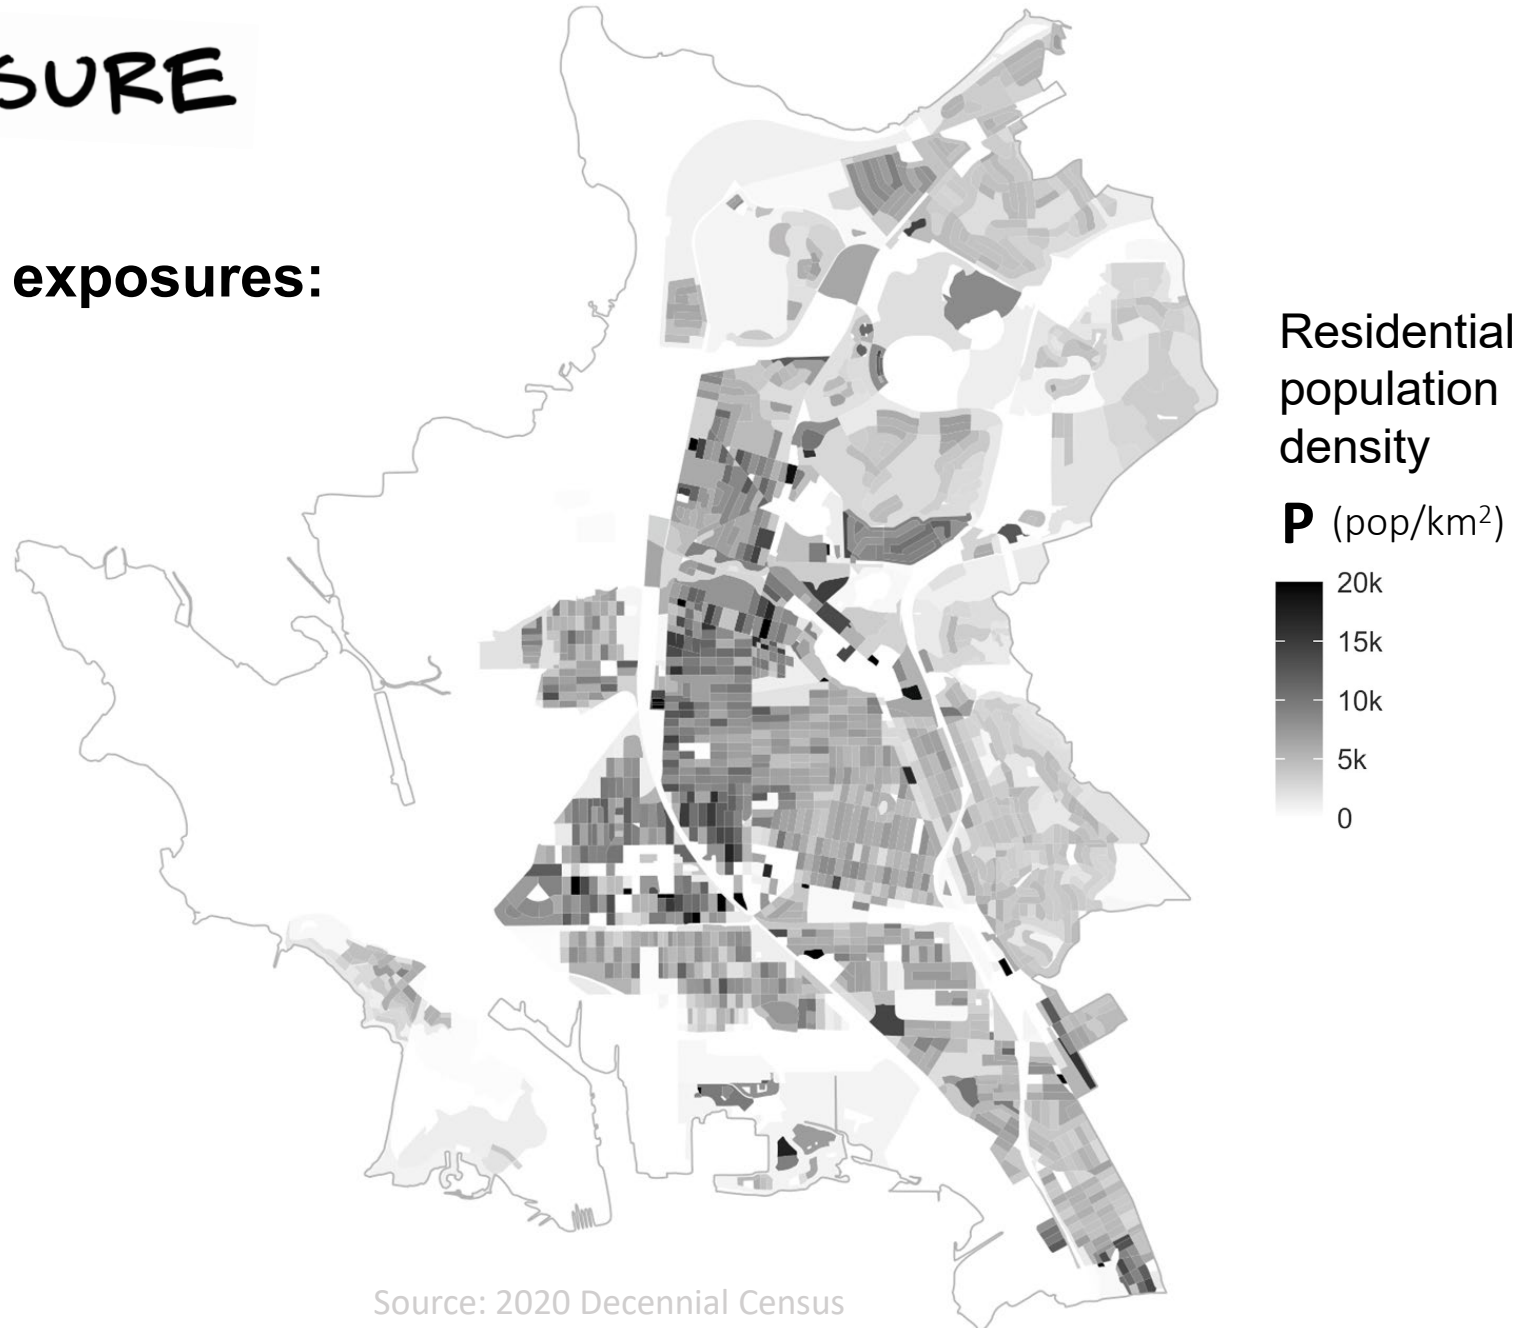 SURE
exposures:
Residential
population
density
P (pop/km²)
20k
15k
10k
5k
0
Source: 2020 Decennial Census